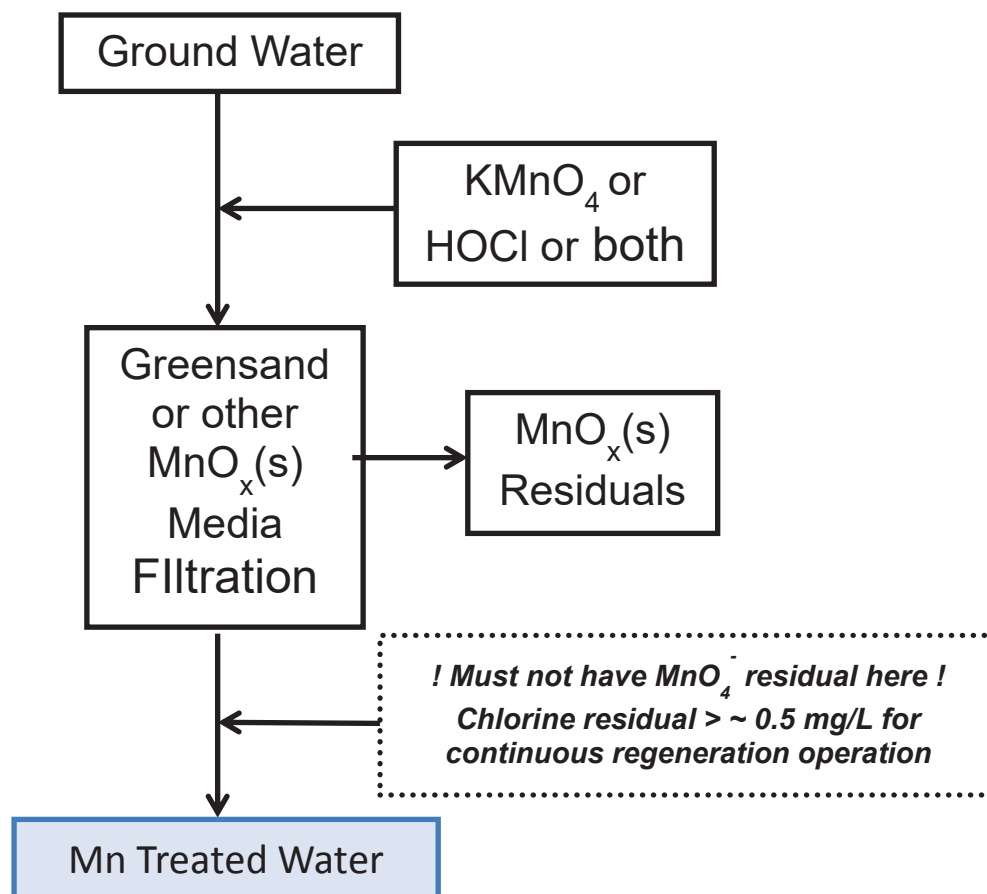 Ground Water
KMnO₄ or
HOCl or both
Greensand
or other
MnOₓ(s)
Media
FIltration
MnOₓ(s)
Residuals
! Must not have MnO₄⁻ residual here !
Chlorine residual > ~ 0.5 mg/L for
continuous regeneration operation
Mn Treated Water